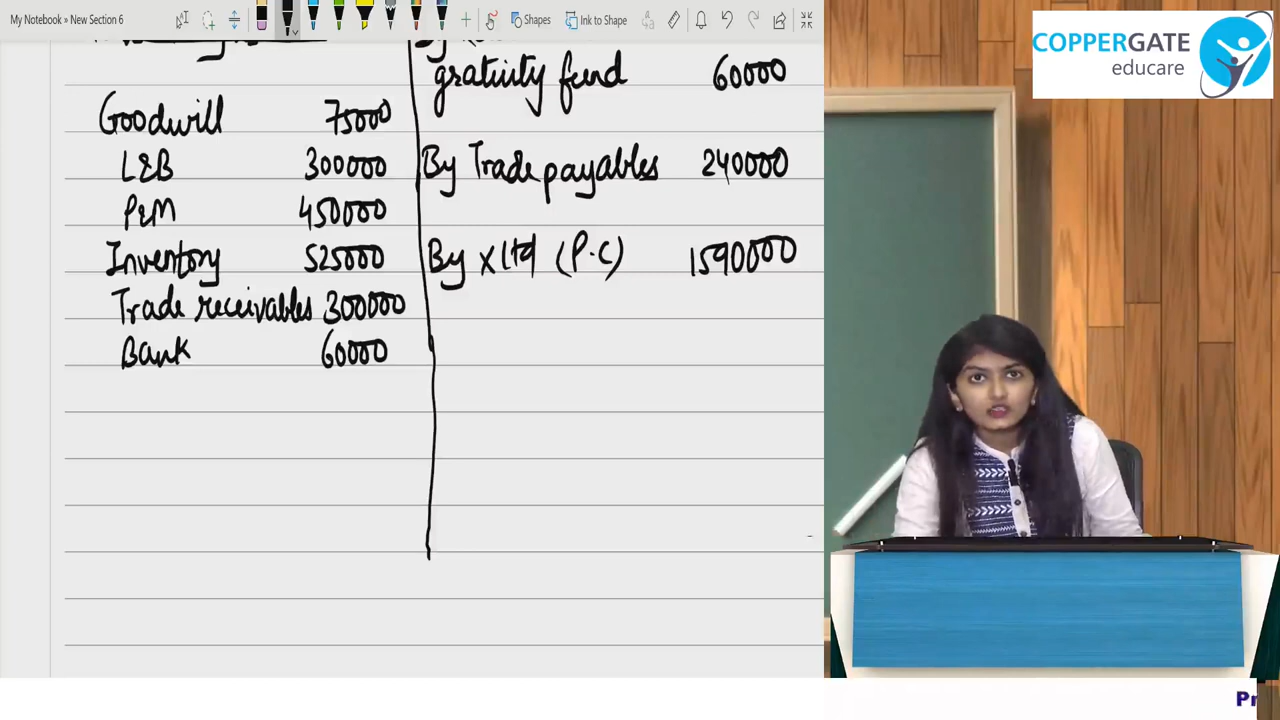 My Notebook » New Section 6
Shapes
Ink to Shape
COPPERGATE
educare
gratuity fund 60000
Goodwill 75000
L&B 300000
By Trade payables 240000
P&M 450000
Inventory 525000
By X Ltd (P.C) 1590000
Trade receivables 300000
Bank 60000